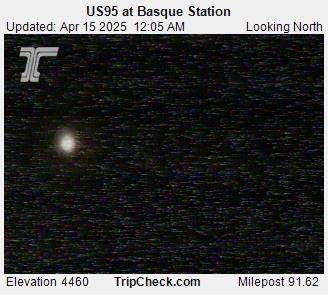 US95 at Basque Station
Updated: Apr 15 2025 12:05 AM Looking North
Elevation 4460 TripCheck.com Milepost 91.62